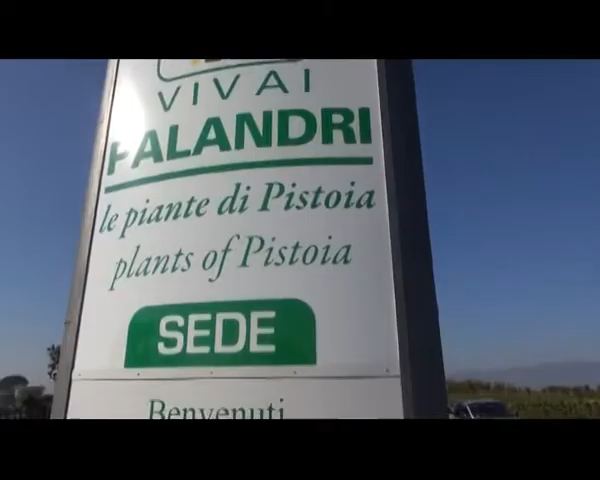 VIVAI
PALANDRI
le piante di Pistoia
plants of Pistoia
SEDE
Benvenuti